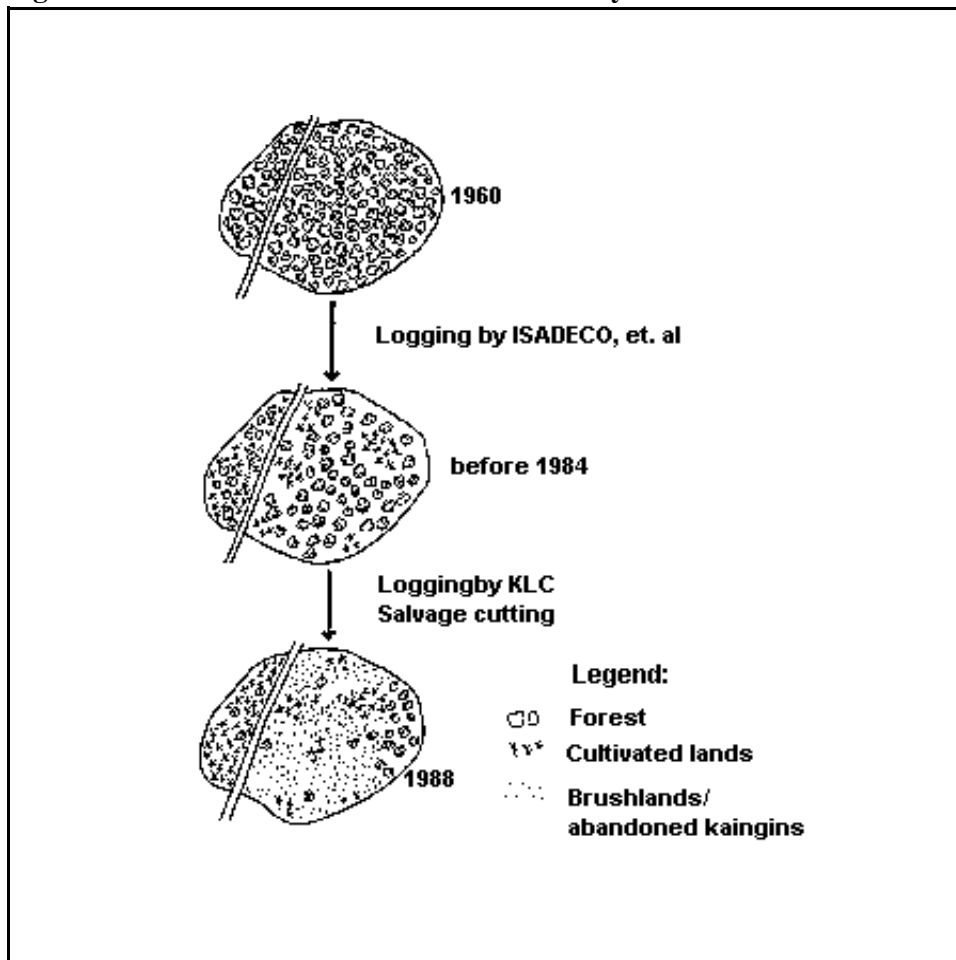 1960
Logging by ISADECO, et. al
before 1984
Loggingby KLC
Salvage cutting
1988
Legend:
Forest
Cultivated lands
Brushlands/
abandoned kaingins